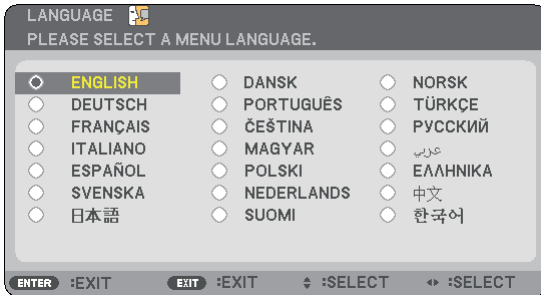 LANGUAGE
PLEASE SELECT A MENU LANGUAGE.
ENGLISH DANSK NORSK
DEUTSCH PORTUGUÊS TÜRKÇE
FRANÇAIS ČEŠTINA РУССКИЙ
ITALIANO MAGYAR عربي
ESPAÑOL POLSKI ΕΛΛΗΝΙΚΑ
SVENSKA NEDERLANDS 中文
日本語 SUOMI 한국어
ENTER :EXIT EXIT :EXIT :SELECT :SELECT